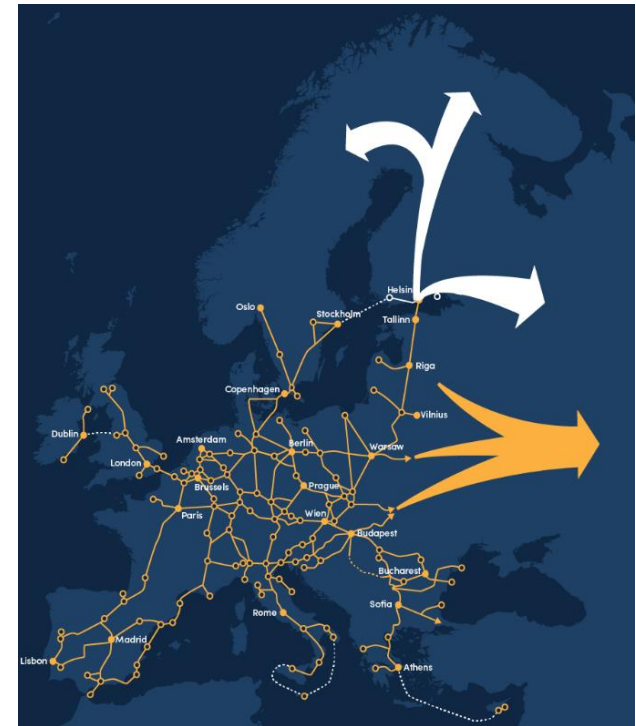 Helsin
Oslo
Stockholm
Tallinn
Riga
Copenhagen
Vilnius
Dublin
Amsterdam
Berlin
Warsaw
London
Brussels
Prague
Paris
Wien
Budapest
Bucharest
Sofia
Rome
Madrid
Lisbon
Athens